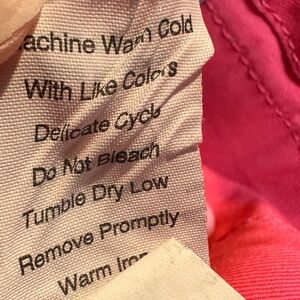 achine Wash Cold
With Like Colors
Delicate Cycle
Do Not Bleach
Tumble Dry Low
Remove Promptly
Warm Iron